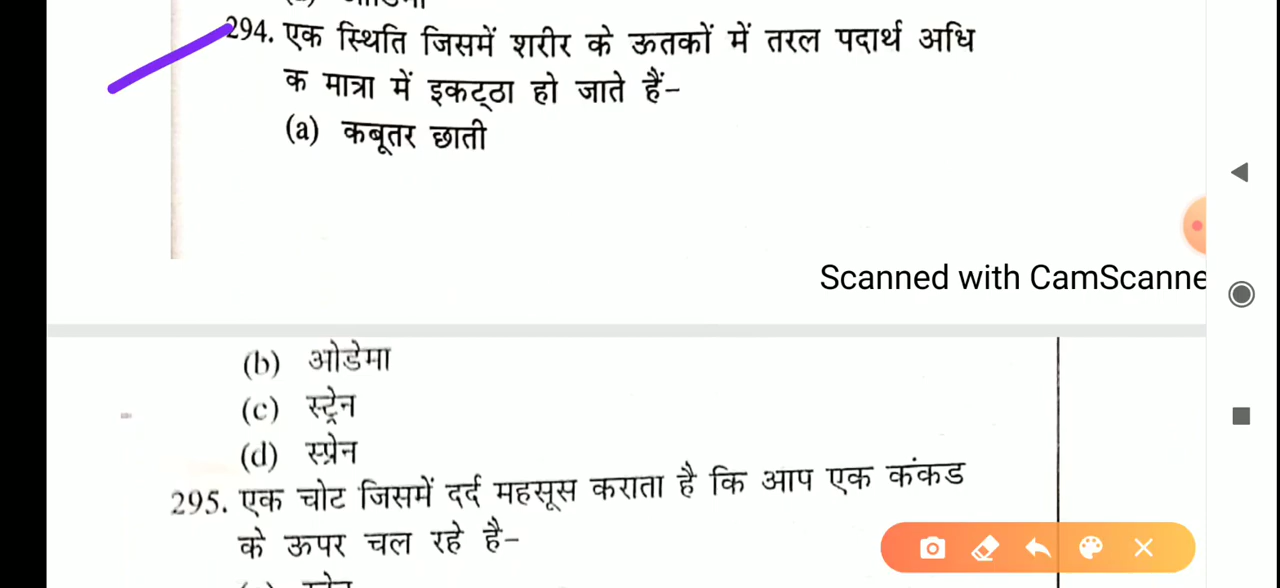 294. एक स्थिति जिसमें शरीर के ऊतकों में तरल पदार्थ अधि
क मात्रा में इकट्ठा हो जाते हैं-
(a) कबूतर छाती
Scanned with CamScanne
(b) ओडेमा
(c) स्ट्रेन
(d) स्प्रेन
295. एक चोट जिसमें दर्द महसूस कराता है कि आप एक कंकड
के ऊपर चल रहे है-